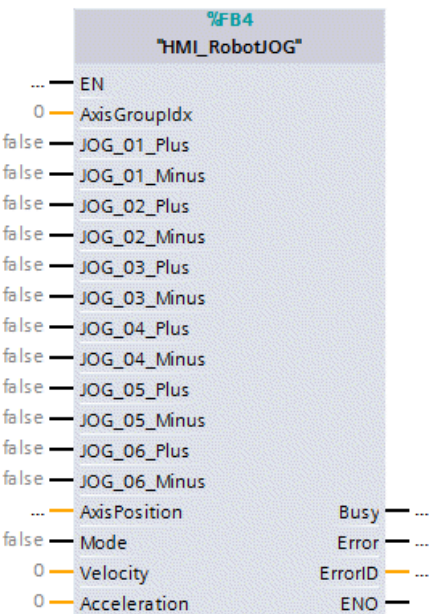 %FB4
"HMI_RobotJOG"
... EN
0 AxisGroupIdx
false JOG_01_Plus
false JOG_01_Minus
false JOG_02_Plus
false JOG_02_Minus
false JOG_03_Plus
false JOG_03_Minus
false JOG_04_Plus
false JOG_04_Minus
false JOG_05_Plus
false JOG_05_Minus
false JOG_06_Plus
false JOG_06_Minus
... AxisPosition Busy ...
false Mode Error ...
0 Velocity ErrorID ...
0 Acceleration ENO